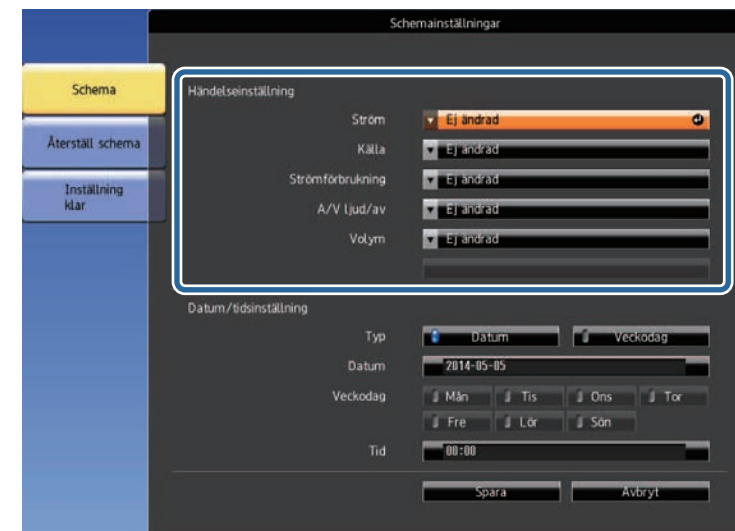 Schemainställningar
Schema
Återställ schema
Inställning
klar
Händelseinställning
Ström Ej ändrad
Källa Ej ändrad
Strömförbrukning Ej ändrad
A/V ljud/av Ej ändrad
Volym Ej ändrad
Datum/tidsinställning
Typ Datum Veckodag
Datum 2014-05-05
Veckodag Mån Tis Ons Tor
Fre Lör Sön
Tid 00:00
Spara Avbryt